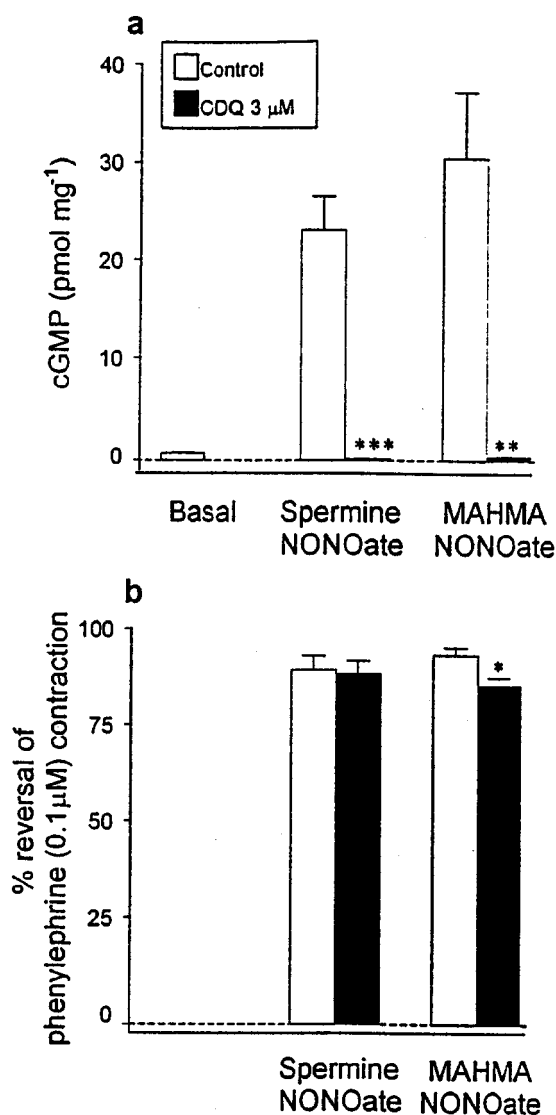 a
Control
CDQ 3 μM
cGMP (pmol mg⁻¹)
40
30
20
10
0
***
**
Basal
Spermine
NONOate
MAHMA
NONOate
b
% reversal of
phenylephrine (0.1μM) contraction
100
75
50
25
0
*
Spermine
NONOate
MAHMA
NONOate